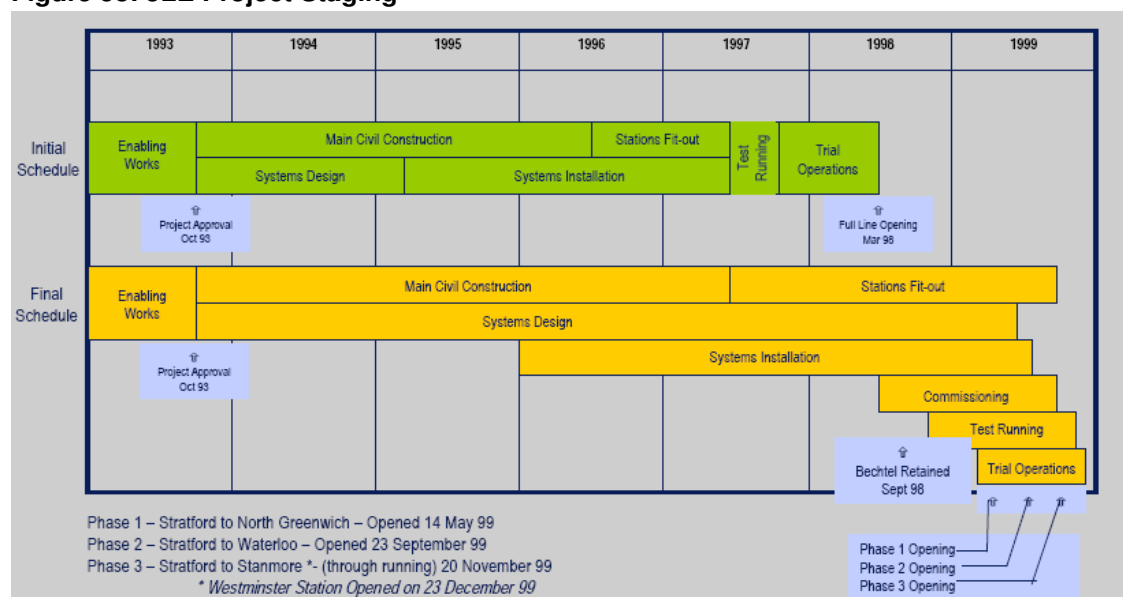 Figure JLE Project Staging
1993 1994 1995 1996 1997 1998 1999
Initial
Schedule
Enabling
Works
Main Civil Construction
Stations Fit-out
Systems Design
Systems Installation
Test
Running
Trial
Operations
⇧
Project Approval
Oct 93
⇧
Full Line Opening
Mar 98
Final
Schedule
Enabling
Works
Main Civil Construction
Stations Fit-out
Systems Design
⇧
Project Approval
Oct 93
Systems Installation
Commissioning
Test Running
⇧
Bechtel Retained
Sept 98
Trial Operations
⇧ ⇧ ⇧
Phase 1 – Stratford to North Greenwich – Opened 14 May 99
Phase 2 – Stratford to Waterloo – Opened 23 September 99
Phase 3 – Stratford to Stanmore *- (through running) 20 November 99
* Westminster Station Opened on 23 December 99
Phase 1 Opening
Phase 2 Opening
Phase 3 Opening